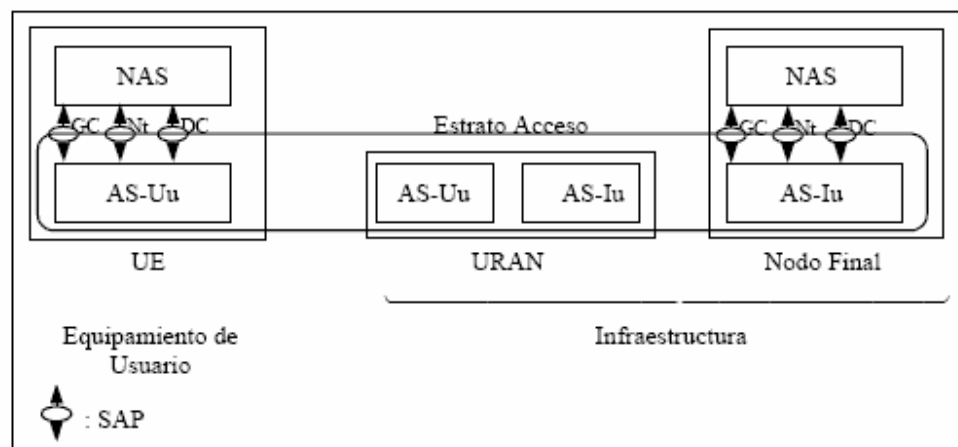 NAS
NAS
GC Nt DC
Estrato Acceso
GC Nt DC
AS-Uu
AS-Uu
AS-Iu
AS-Iu
UE
URAN
Nodo Final
Equipamiento de
Usuario
Infraestructura
: SAP